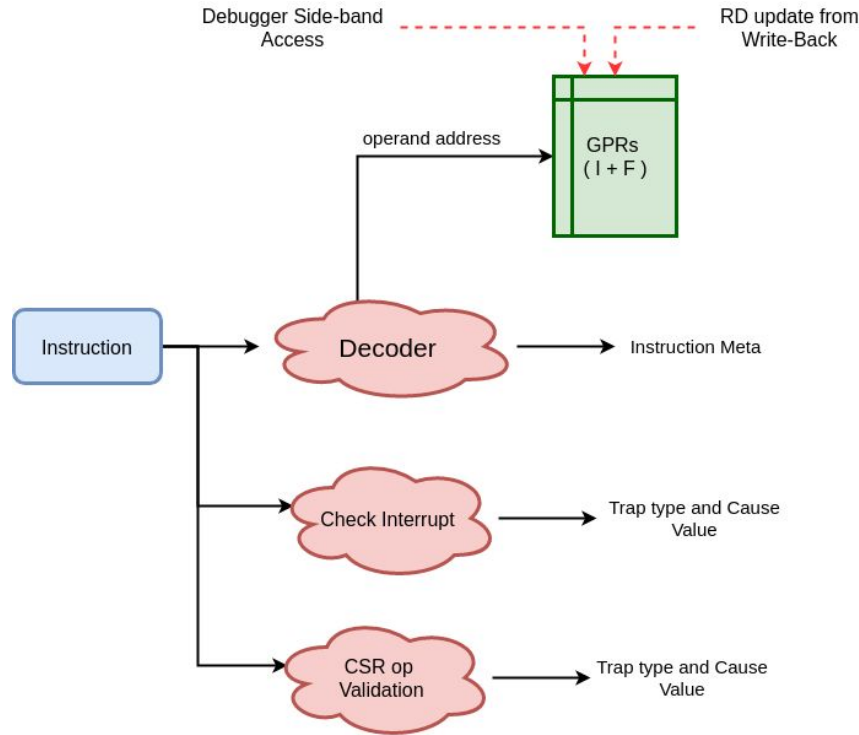 Debugger Side-band
Access
RD update from
Write-Back
operand address
GPRs
( I + F )
Instruction
Decoder
Instruction Meta
Check Interrupt
Trap type and Cause
Value
CSR op
Validation
Trap type and Cause
Value